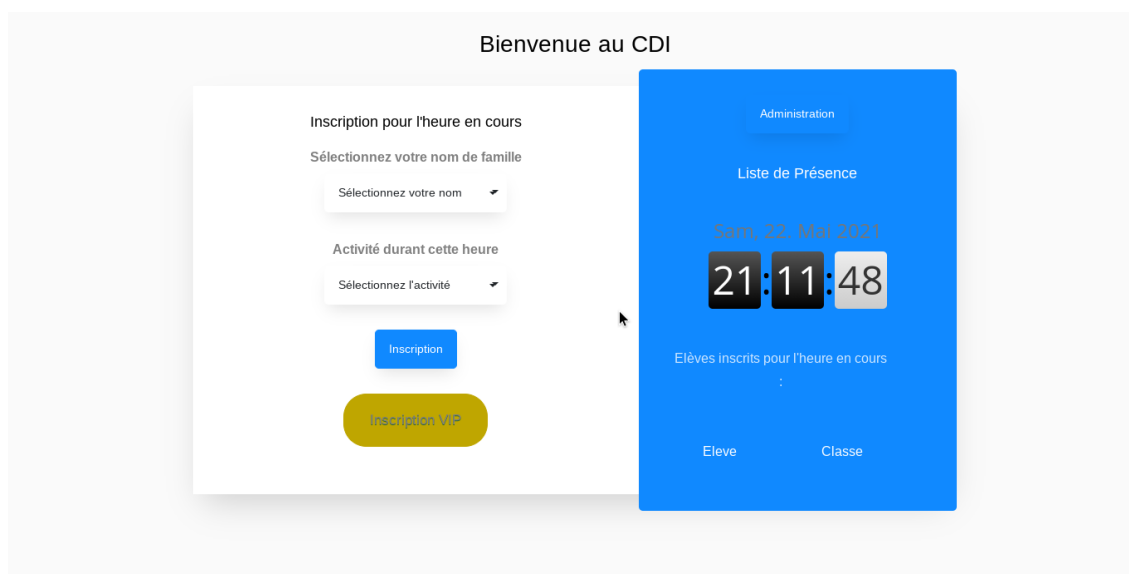 Bienvenue au CDI
Inscription pour l'heure en cours
Sélectionnez votre nom de famille
Sélectionnez votre nom
Activité durant cette heure
Sélectionnez l'activité
Inscription
Inscription VIP
Administration
Liste de Présence
Sam, 22. Mai 2021
21:11:48
Elèves inscrits pour l'heure en cours
:
Eleve Classe